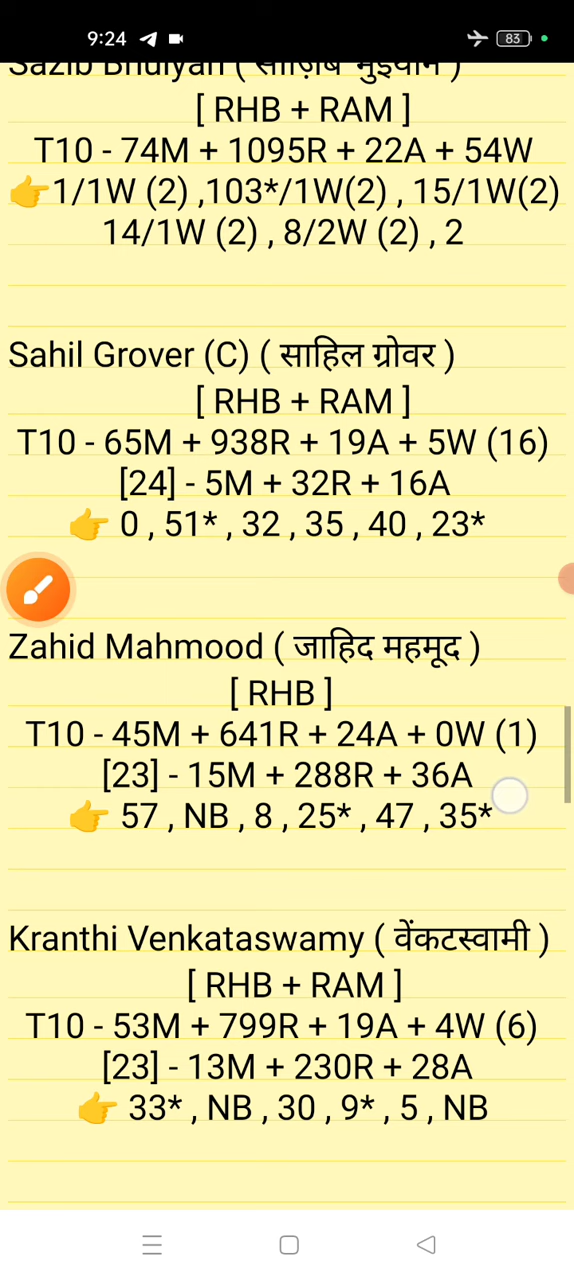 9:24
83
Sazib Bhuiyan ( साज़िब भुइयान )
[ RHB + RAM ]
T10 - 74M + 1095R + 22A + 54W
👉1/1W (2) ,103*/1W(2) , 15/1W(2)
14/1W (2) , 8/2W (2) , 2
Sahil Grover (C) ( साहिल ग्रोवर )
[ RHB + RAM ]
T10 - 65M + 938R + 19A + 5W (16)
[24] - 5M + 32R + 16A
👉 0 , 51* , 32 , 35 , 40 , 23*
Zahid Mahmood ( जाहिद महमूद )
[ RHB ]
T10 - 45M + 641R + 24A + 0W (1)
[23] - 15M + 288R + 36A
👉 57 , NB , 8 , 25* , 47 , 35*
Kranthi Venkataswamy ( वेंकटस्वामी )
[ RHB + RAM ]
T10 - 53M + 799R + 19A + 4W (6)
[23] - 13M + 230R + 28A
👉 33* , NB , 30 , 9* , 5 , NB